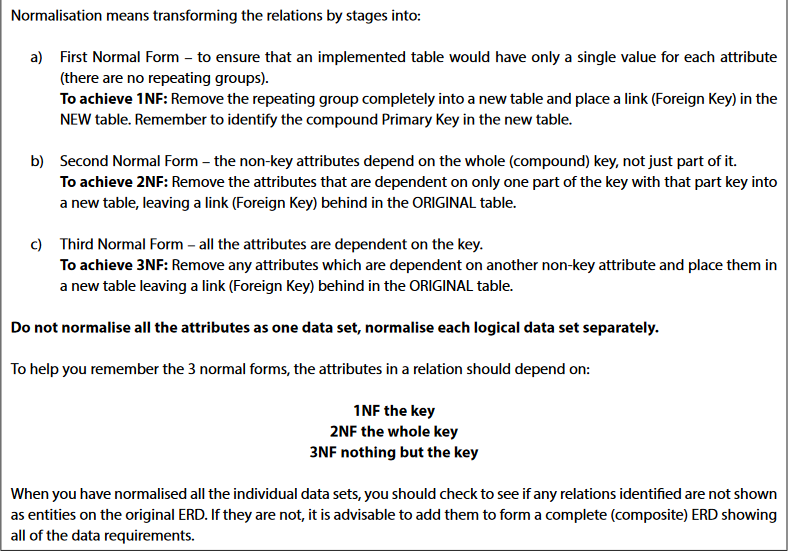 Normalisation means transforming the relations by stages into:
a) First Normal Form – to ensure that an implemented table would have only a single value for each attribute
(there are no repeating groups).
To achieve 1NF: Remove the repeating group completely into a new table and place a link (Foreign Key) in the
NEW table. Remember to identify the compound Primary Key in the new table.
b) Second Normal Form – the non-key attributes depend on the whole (compound) key, not just part of it.
To achieve 2NF: Remove the attributes that are dependent on only one part of the key with that part key into
a new table, leaving a link (Foreign Key) behind in the ORIGINAL table.
c) Third Normal Form – all the attributes are dependent on the key.
To achieve 3NF: Remove any attributes which are dependent on another non-key attribute and place them in
a new table leaving a link (Foreign Key) behind in the ORIGINAL table.
Do not normalise all the attributes as one data set, normalise each logical data set separately.
To help you remember the 3 normal forms, the attributes in a relation should depend on:
1NF the key
2NF the whole key
3NF nothing but the key
When you have normalised all the individual data sets, you should check to see if any relations identified are not shown
as entities on the original ERD. If they are not, it is advisable to add them to form a complete (composite) ERD showing
all of the data requirements.